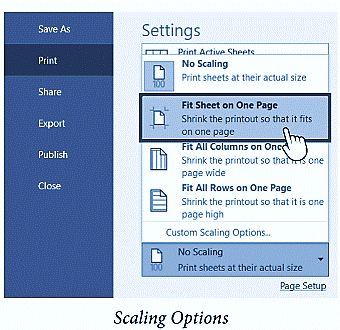 Save As
Print
Share
Export
Publish
Close
Settings
Print Active Sheets
No Scaling
Print sheets at their actual size
100
Fit Sheet on One Page
Shrink the printout so that it fits
on one page
Fit All Columns on One
Shrink the printout so that it is one
page wide
Fit All Rows on One Page
Shrink the printout so that it is one
page high
Custom Scaling Options...
No Scaling
100
Print sheets at their actual size
Page Setup
Scaling Options